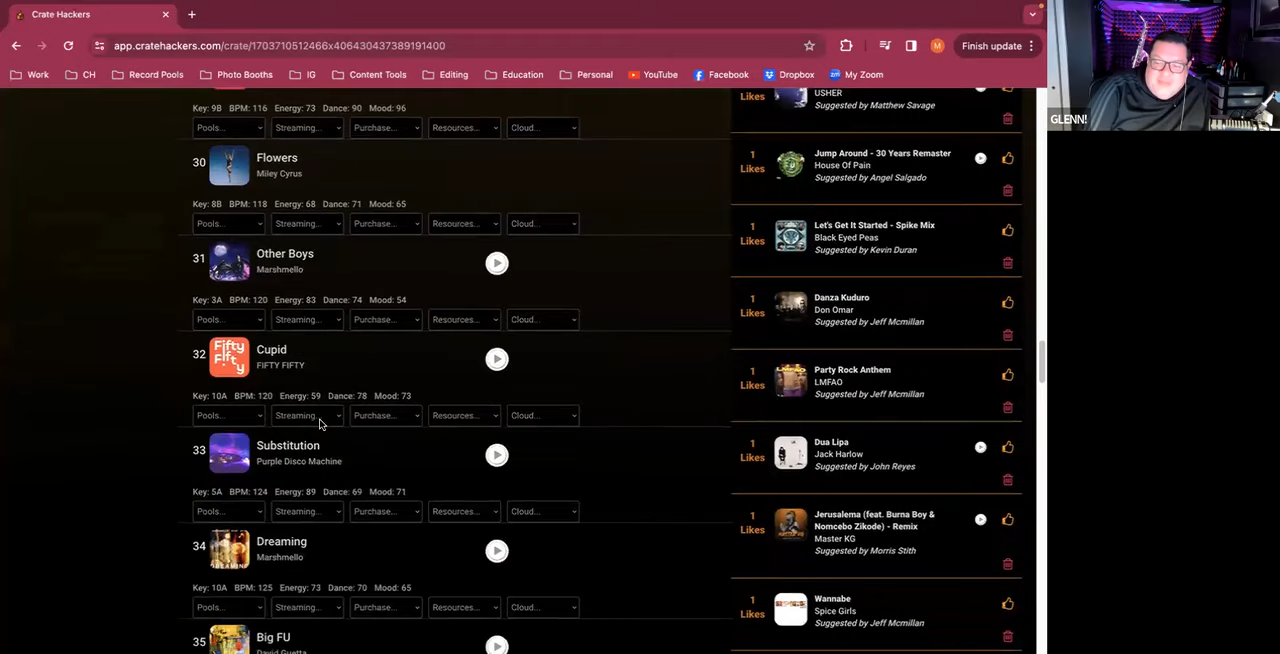 Crate Hackers
app.cratehackers.com/crate/1703710512466x406430437389191400
M
Finish update
Work
CH
Record Pools
Photo Booths
IG
Content Tools
Editing
Education
Personal
YouTube
Facebook
Dropbox
My Zoom
Key: 9B BPM: 116 Energy: 73 Dance: 90 Mood: 96
Pools... Streaming... Purchase... Resources... Cloud...
30
Flowers
Miley Cyrus
Key: 8B BPM: 118 Energy: 68 Dance: 71 Mood: 65
Pools... Streaming... Purchase... Resources... Cloud...
31
Other Boys
Marshmello
Key: 3A BPM: 120 Energy: 83 Dance: 74 Mood: 54
Pools... Streaming... Purchase... Resources... Cloud...
32
Fifty
Fifty
Cupid
FIFTY FIFTY
Key: 10A BPM: 120 Energy: 59 Dance: 78 Mood: 73
Pools... Streaming... Purchase... Resources... Cloud...
33
Substitution
Purple Disco Machine
Key: 5A BPM: 124 Energy: 89 Dance: 69 Mood: 71
Pools... Streaming... Purchase... Resources... Cloud...
34
Dreaming
Marshmello
Key: 10A BPM: 125 Energy: 73 Dance: 70 Mood: 65
Pools... Streaming... Purchase... Resources... Cloud...
35
Big FU
David Guetta
Likes
USHER
Suggested by Matthew Savage
1
Likes
Jump Around - 30 Years Remaster
House Of Pain
Suggested by Angel Salgado
1
Likes
Let's Get It Started - Spike Mix
Black Eyed Peas
Suggested by Kevin Duran
1
Likes
Danza Kuduro
Don Omar
Suggested by Jeff Mcmillan
1
Likes
Party Rock Anthem
LMFAO
Suggested by Jeff Mcmillan
1
Likes
Dua Lipa
Jack Harlow
Suggested by John Reyes
1
Likes
Jerusalema (feat. Burna Boy &
Nomcebo Zikode) - Remix
Master KG
Suggested by Morris Stith
1
Likes
Wannabe
Spice Girls
Suggested by Jeff Mcmillan
GLENN!